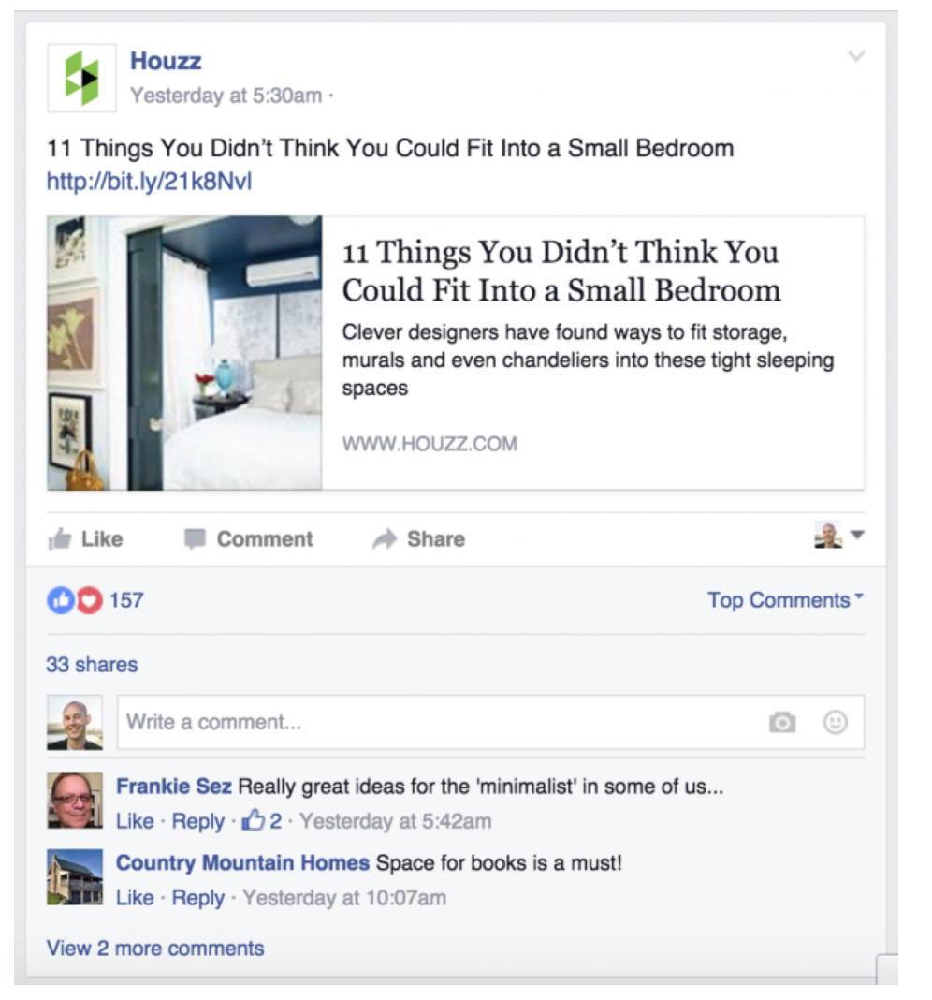 Houzz
Yesterday at 5:30am ·
11 Things You Didn't Think You Could Fit Into a Small Bedroom
http://bit.ly/21k8Nvl
11 Things You Didn't Think You
Could Fit Into a Small Bedroom
Clever designers have found ways to fit storage,
murals and even chandeliers into these tight sleeping
spaces
WWW.HOUZZ.COM
Like Comment Share
157 Top Comments
33 shares
Write a comment...
Frankie Sez Really great ideas for the 'minimalist' in some of us...
Like · Reply · 2 · Yesterday at 5:42am
Country Mountain Homes Space for books is a must!
Like · Reply · Yesterday at 10:07am
View 2 more comments